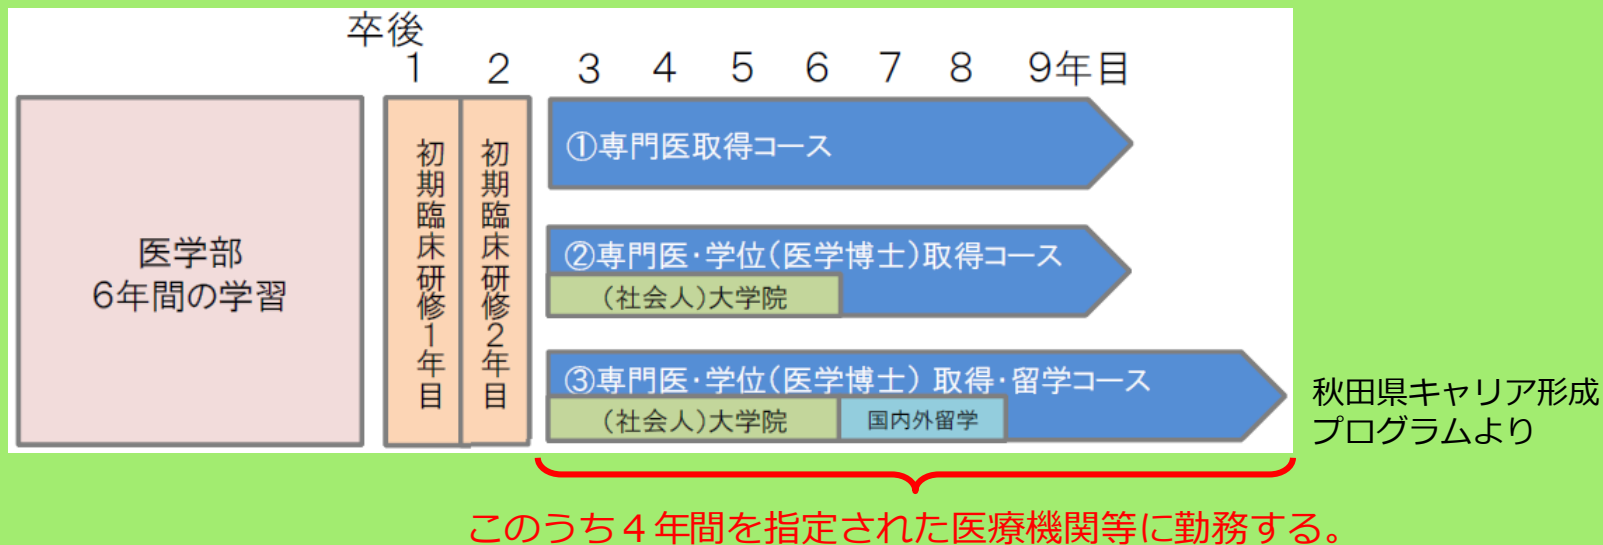 卒後
1 2 3 4 5 6 7 8 9年目
医学部
6年間の学習
初期臨床研修1年目
初期臨床研修2年目
①専門医取得コース
②専門医・学位(医学博士)取得コース
(社会人)大学院
③専門医・学位(医学博士) 取得・留学コース
(社会人)大学院
国内外留学
秋田県キャリア形成
プログラムより
このうち4年間を指定された医療機関等に勤務する。